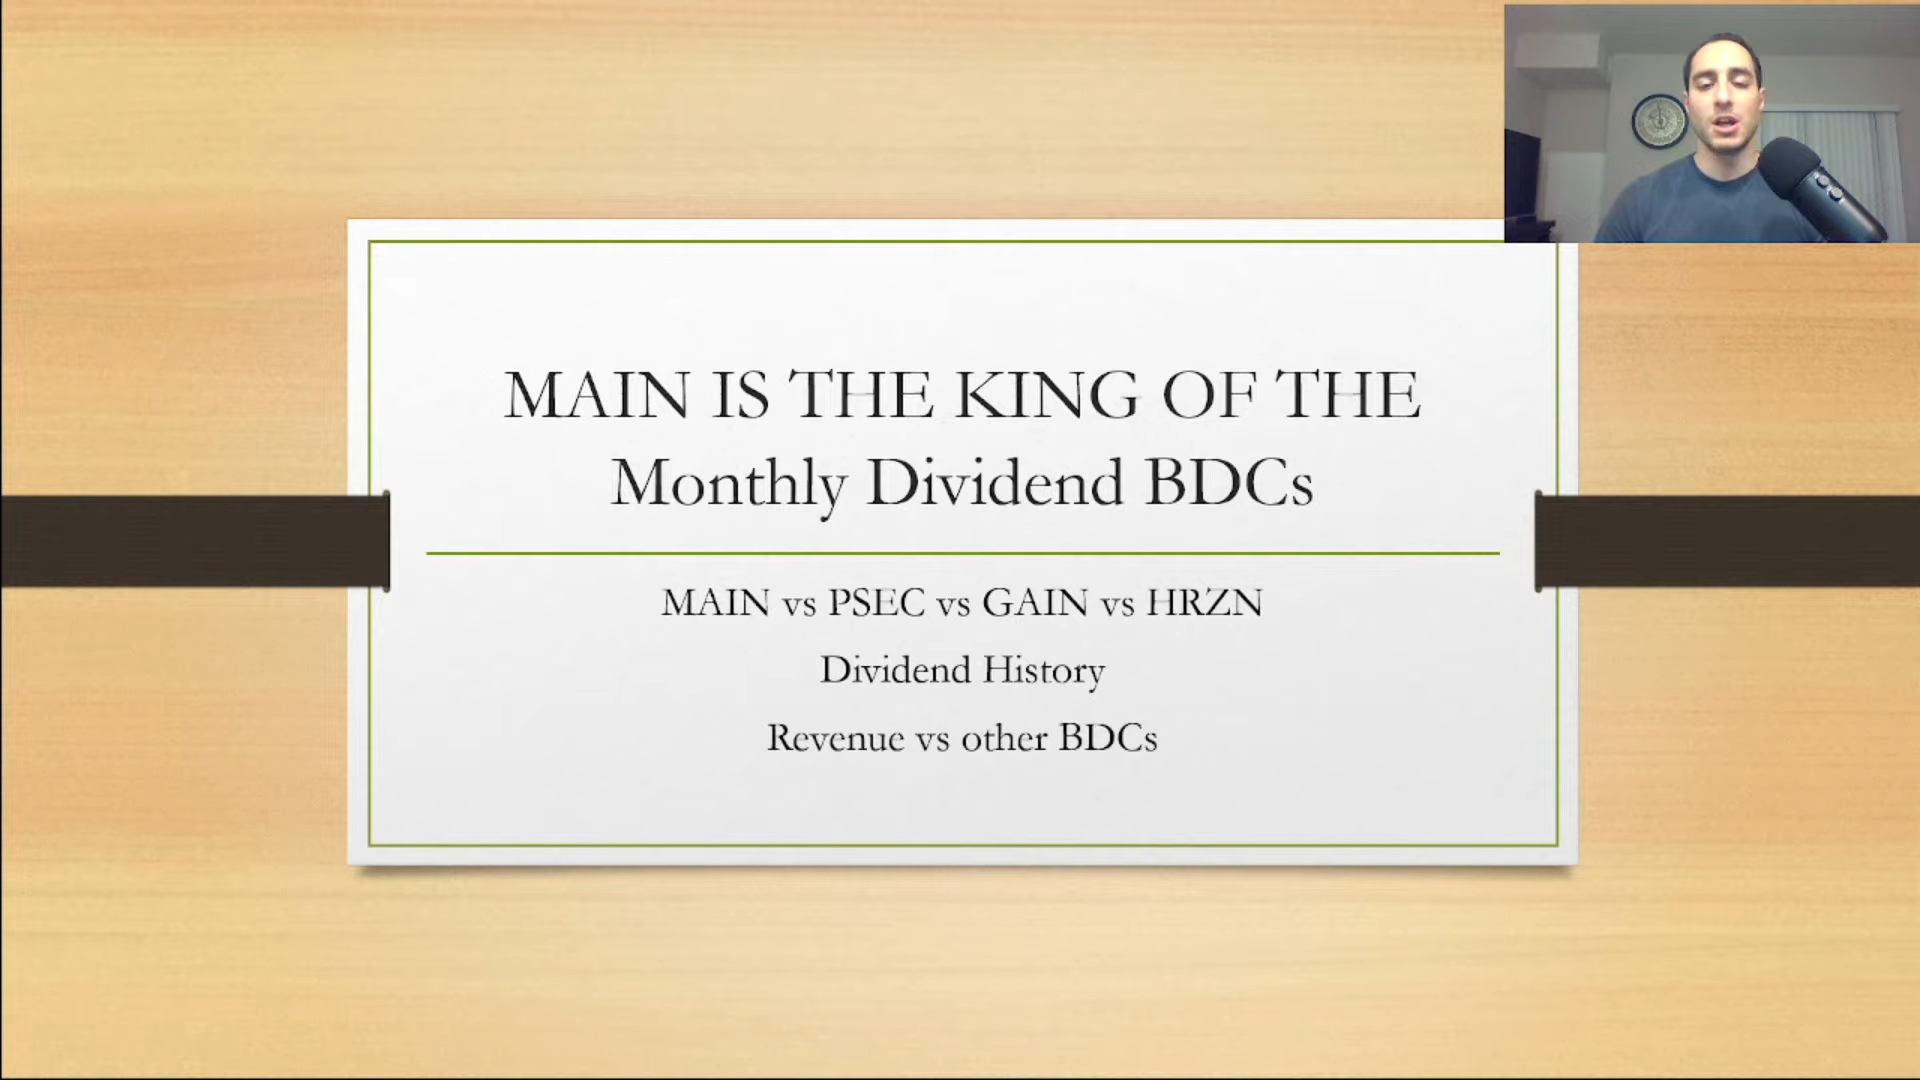 MAIN IS THE KING OF THE
Monthly Dividend BDCs
MAIN vs PSEC vs GAIN vs HRZN
Dividend History
Revenue vs other BDCs